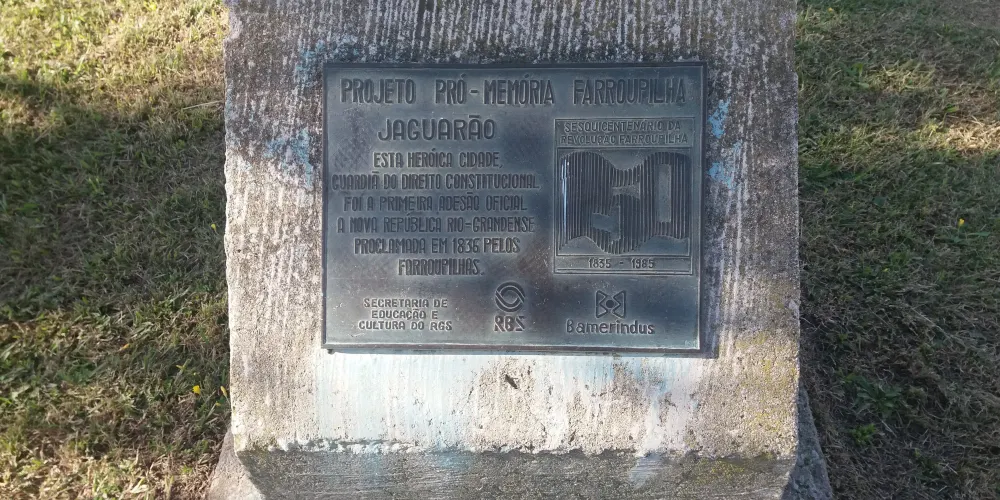 PROJETO PRÓ-MEMÓRIA FARROUPILHA
JAGUARÃO
ESTA HERÓICA CIDADE,
GUARDIÃ DO DIREITO CONSTITUCIONAL
FOI A PRIMEIRA ADESÃO OFICIAL
A NOVA REPÚBLICA RIO-GRANDENSE
PROCLAMADA EM 1836 PELOS
FARROUPILHAS.
SESQUICENTENÁRIO DA
REVOLUÇÃO FARROUPILHA
150
1835 - 1985
SECRETARIA DE
EDUCAÇÃO E
CULTURA DO RGS
RBS
Bamerindus